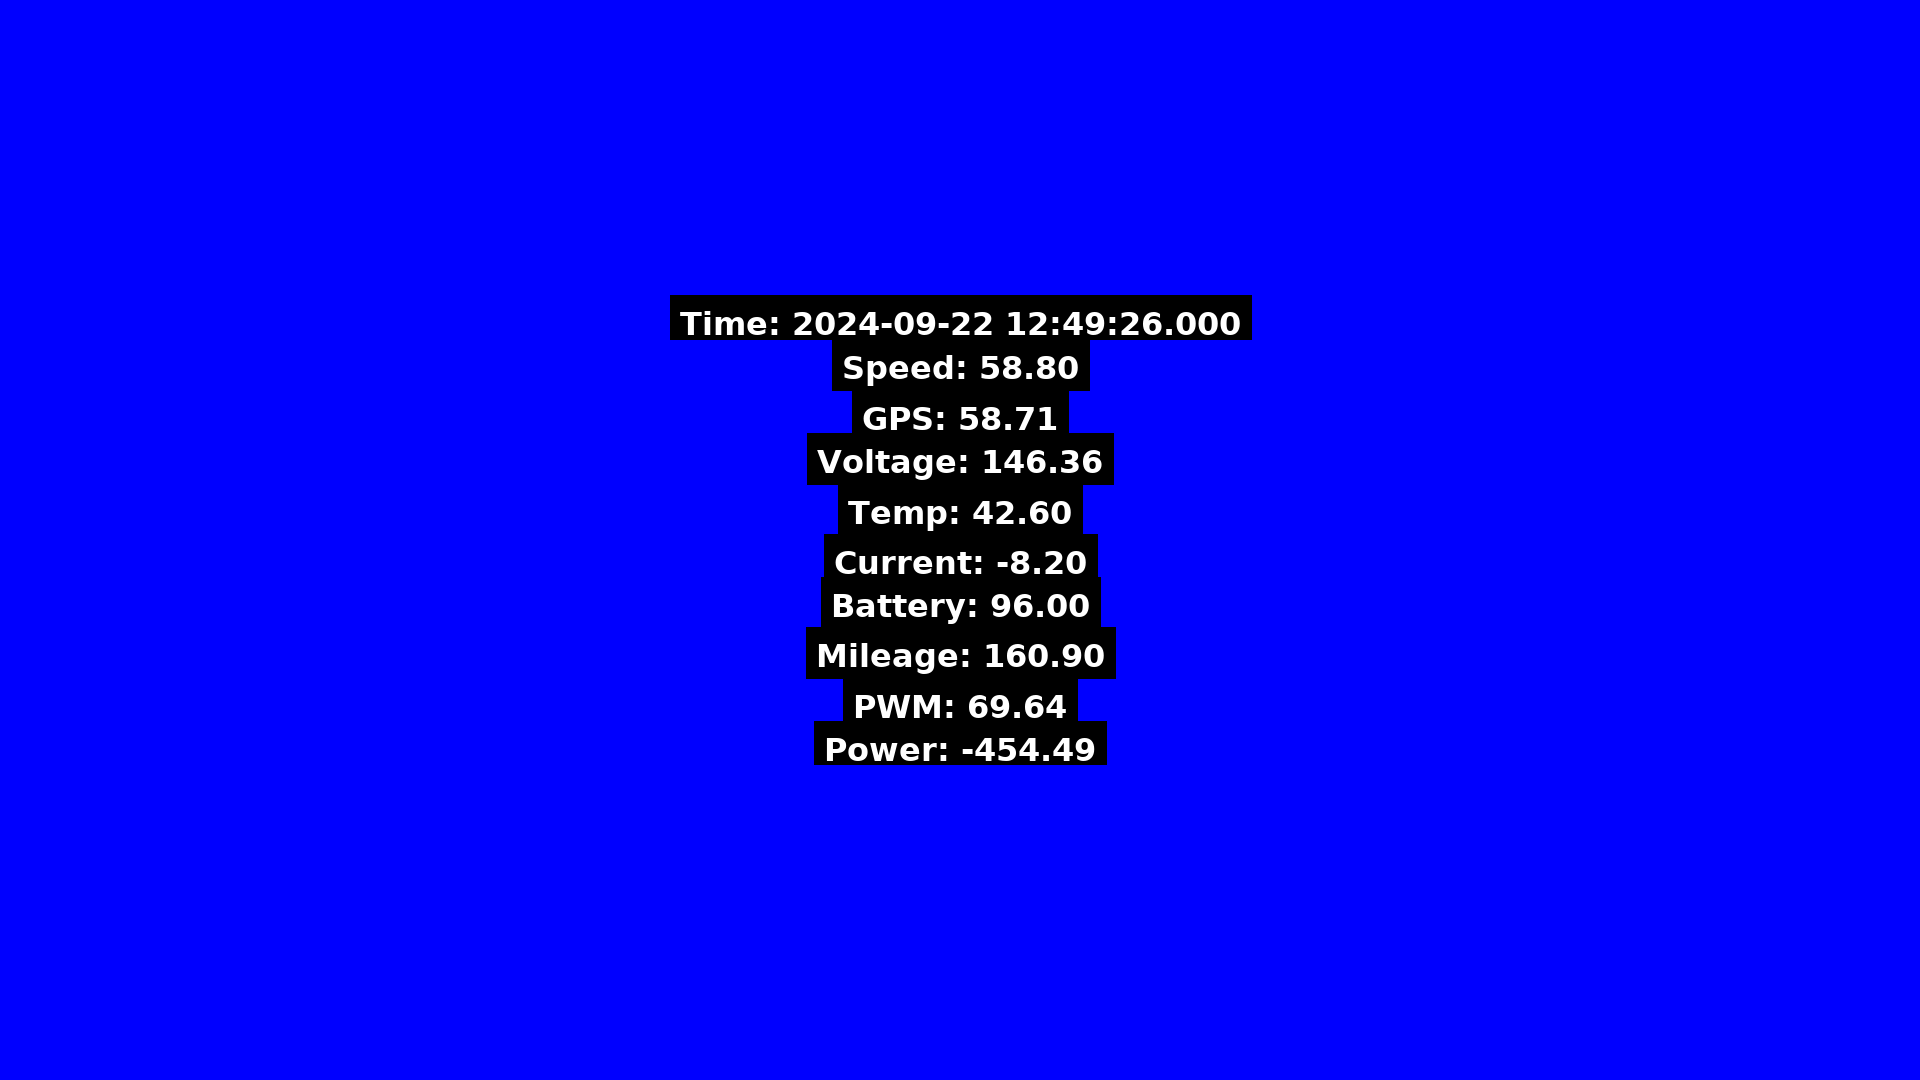 Time: 2024-09-22 12:49:26.000
Speed: 58.80
GPS: 58.71
Voltage: 146.36
Temp: 42.60
Current: -8.20
Battery: 96.00
Mileage: 160.90
PWM: 69.64
Power: -454.49